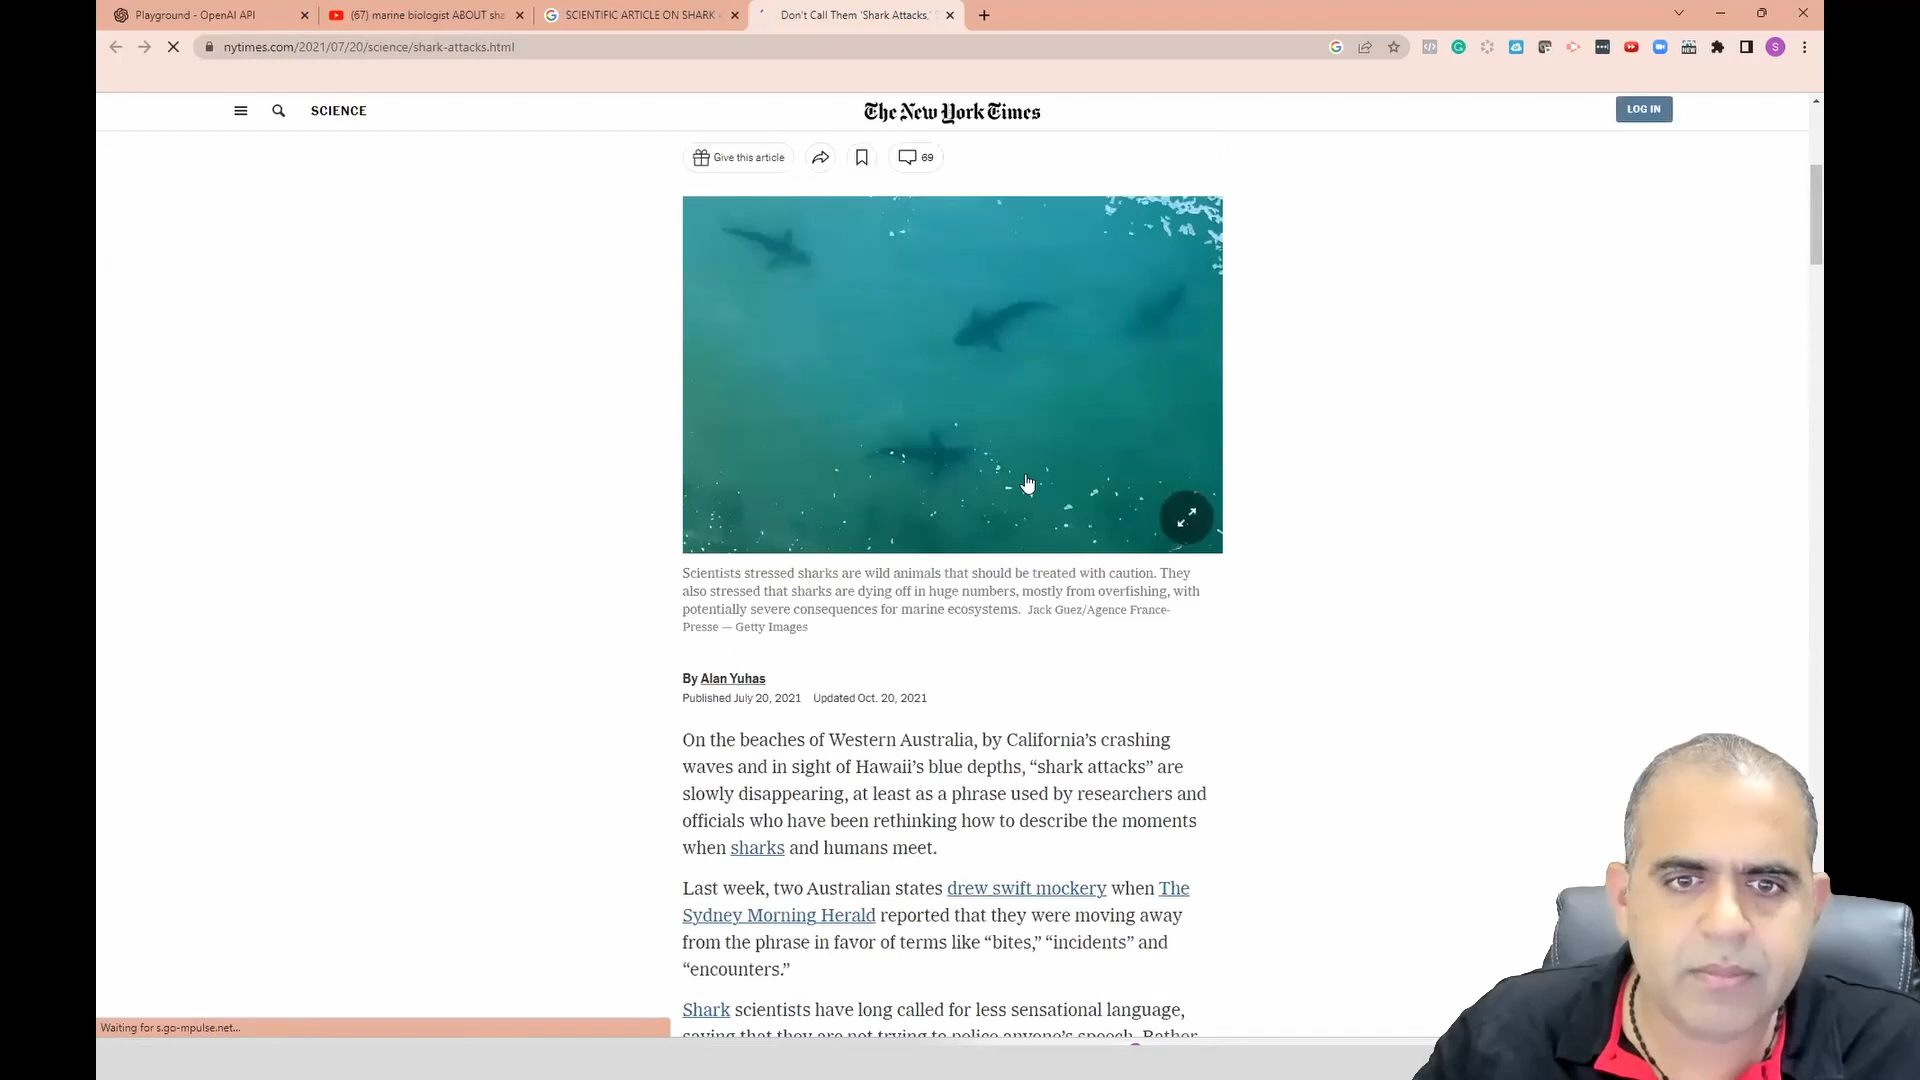 Playground - OpenAI API
(67) marine biologist ABOUT sha
SCIENTIFIC ARTICLE ON SHARK -
Don't Call Them 'Shark Attacks,'
nytimes.com/2021/07/20/science/shark-attacks.html
S
SCIENCE
The New York Times
LOG IN
Give this article
69
Scientists stressed sharks are wild animals that should be treated with caution. They
also stressed that sharks are dying off in huge numbers, mostly from overfishing, with
potentially severe consequences for marine ecosystems. Jack Guez/Agence France-
Presse — Getty Images
By Alan Yuhas
Published July 20, 2021 Updated Oct. 20, 2021
On the beaches of Western Australia, by California’s crashing
waves and in sight of Hawaii’s blue depths, “shark attacks” are
slowly disappearing, at least as a phrase used by researchers and
officials who have been rethinking how to describe the moments
when sharks and humans meet.
Last week, two Australian states drew swift mockery when The
Sydney Morning Herald reported that they were moving away
from the phrase in favor of terms like “bites,” “incidents” and
“encounters.”
Shark scientists have long called for less sensational language,
saying that they are not trying to police anyone’s speech. Rather
Waiting for s.go-mpulse.net...